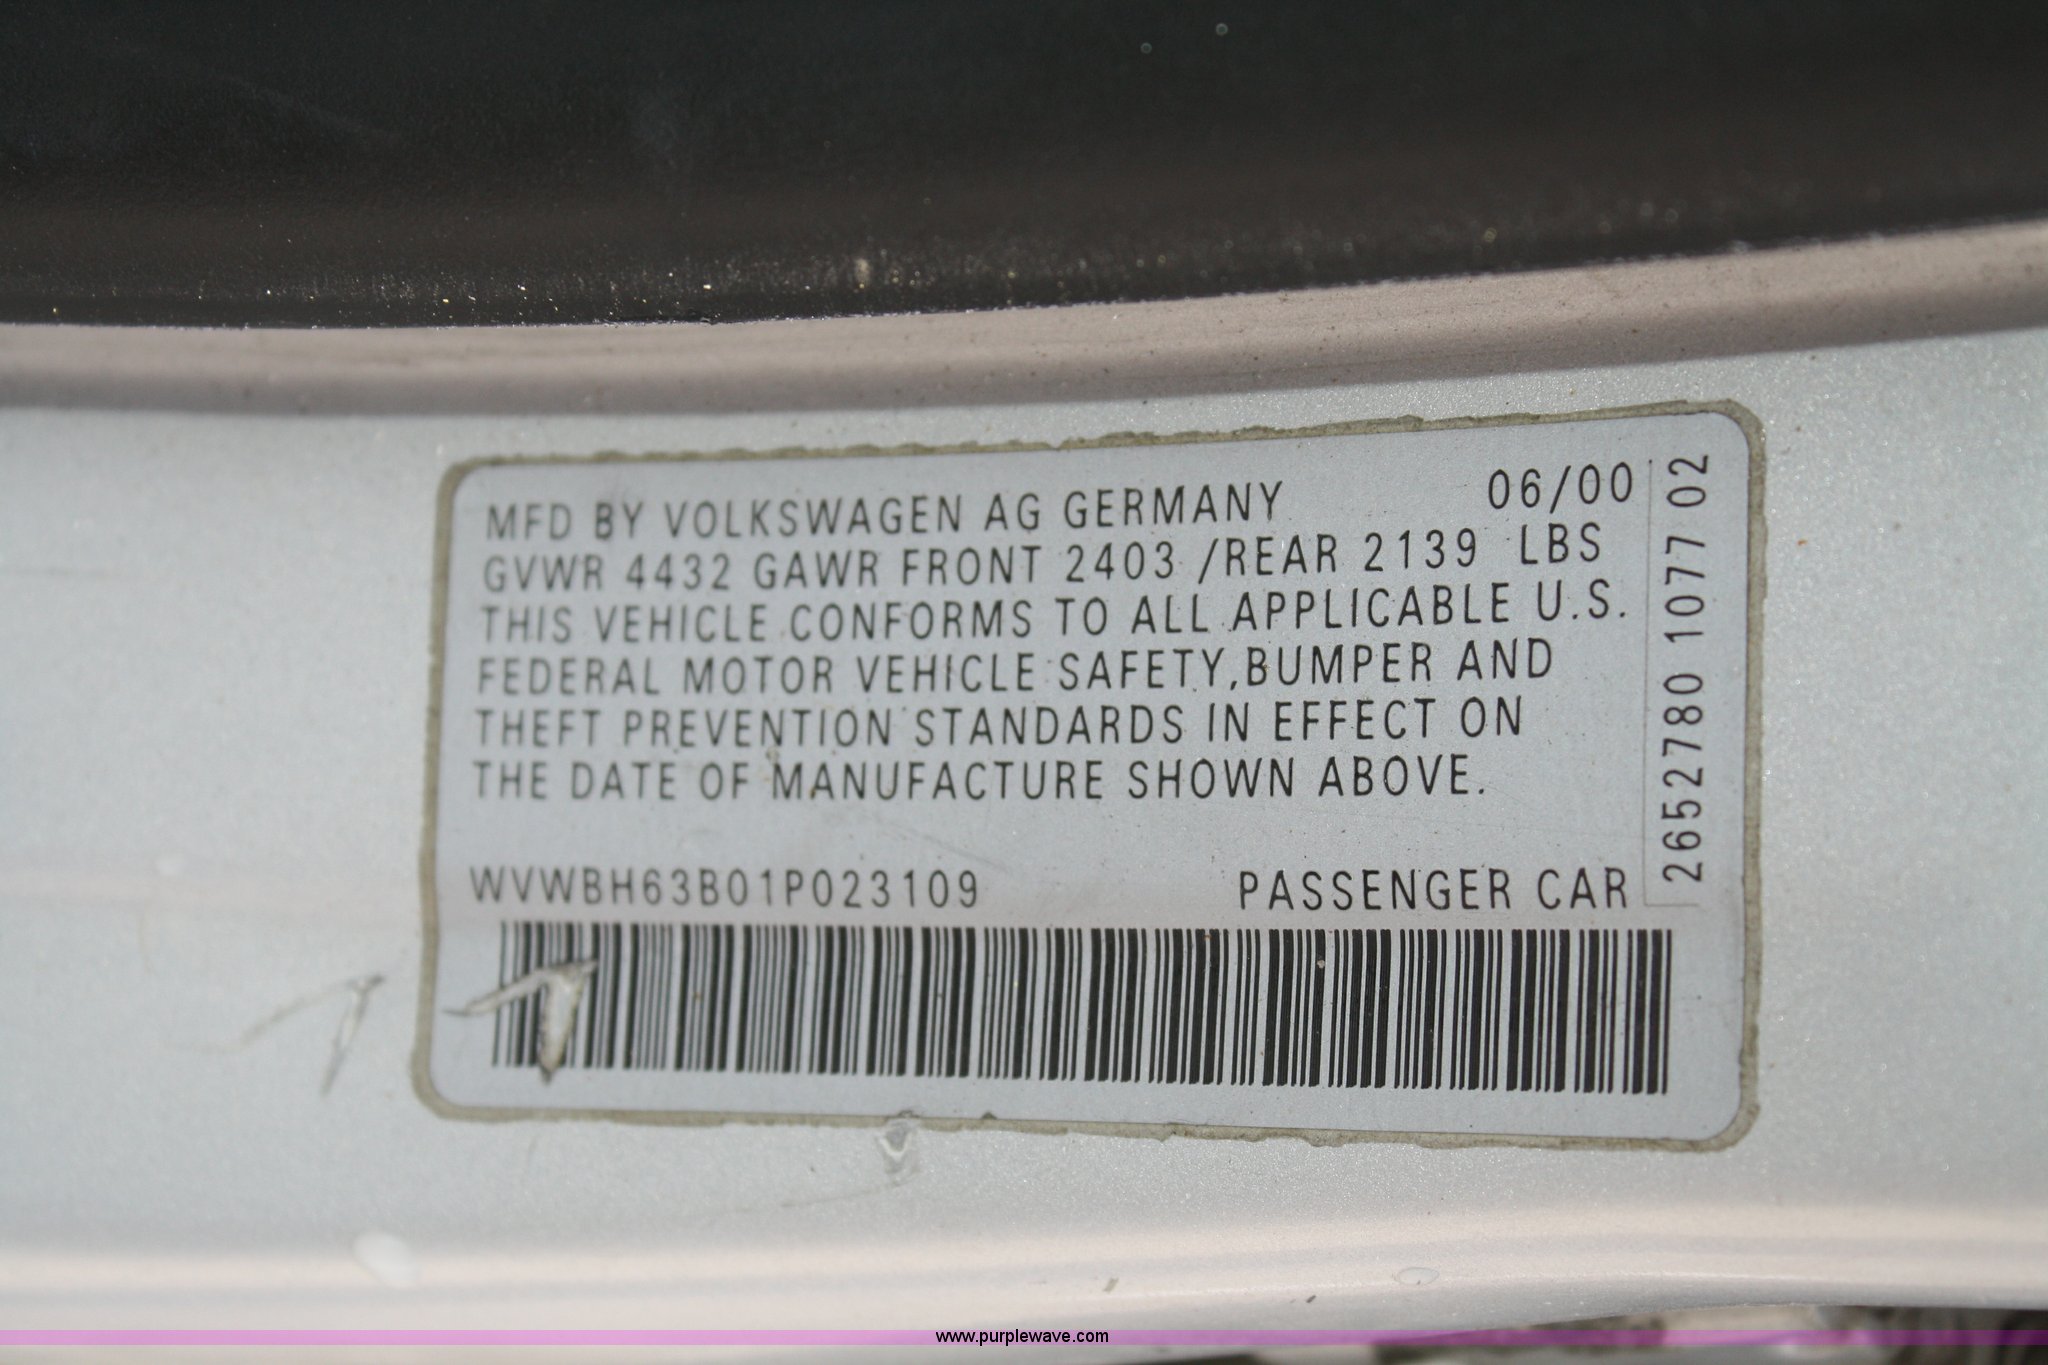 MFD BY VOLKSWAGEN AG GERMANY 06/00
GVWR 4432 GAWR FRONT 2403 /REAR 2139 LBS
THIS VEHICLE CONFORMS TO ALL APPLICABLE U.S.
FEDERAL MOTOR VEHICLE SAFETY,BUMPER AND
THEFT PREVENTION STANDARDS IN EFFECT ON
THE DATE OF MANUFACTURE SHOWN ABOVE.
WVWBH63B01P023109 PASSENGER CAR
2652780 1077 02
www.purplewave.com